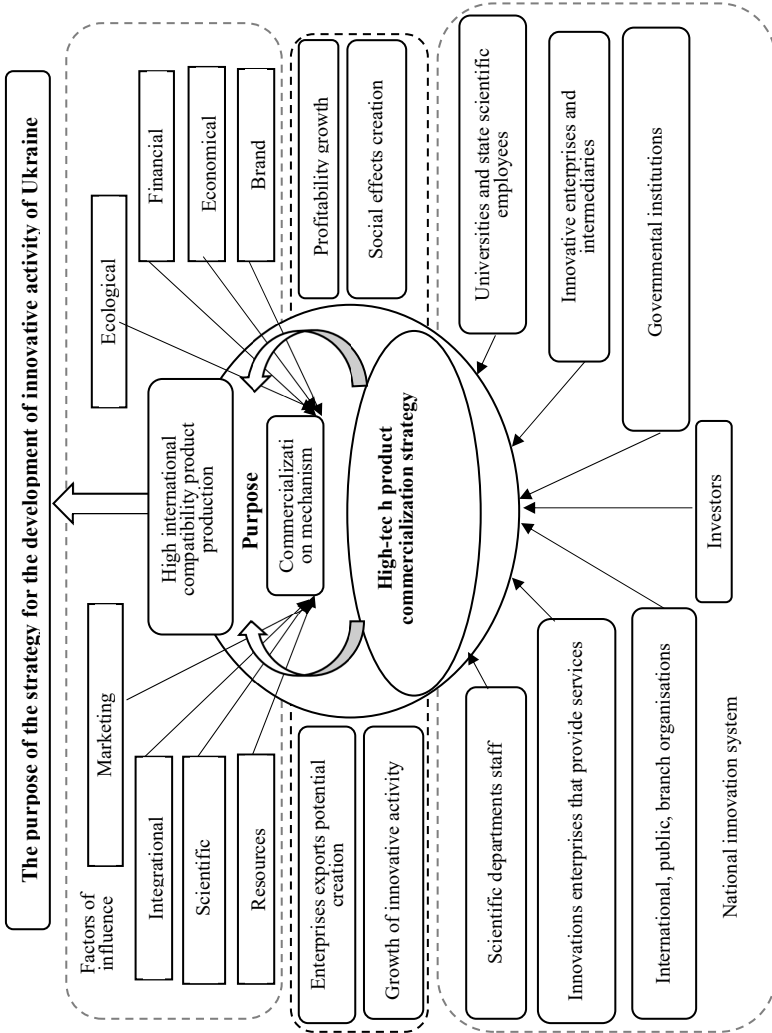 The purpose of the strategy for the development of innovative activity of Ukraine
Factors of
influence
Marketing
Ecological
Integrational
Scientific
Resources
High international
compatibility product
production
Financial
Economical
Brand
Purpose
Commercializati
on mechanism
Enterprises exports potential
creation
Growth of innovative activity
Profitability growth
Social effects creation
High-tec h product
commercialization strategy
Scientific departments staff
Universities and state scientific
employees
Innovations enterprises that provide services
Innovative enterprises and
intermediaries
International, public, branch organisations
Governmental institutions
Investors
National innovation system